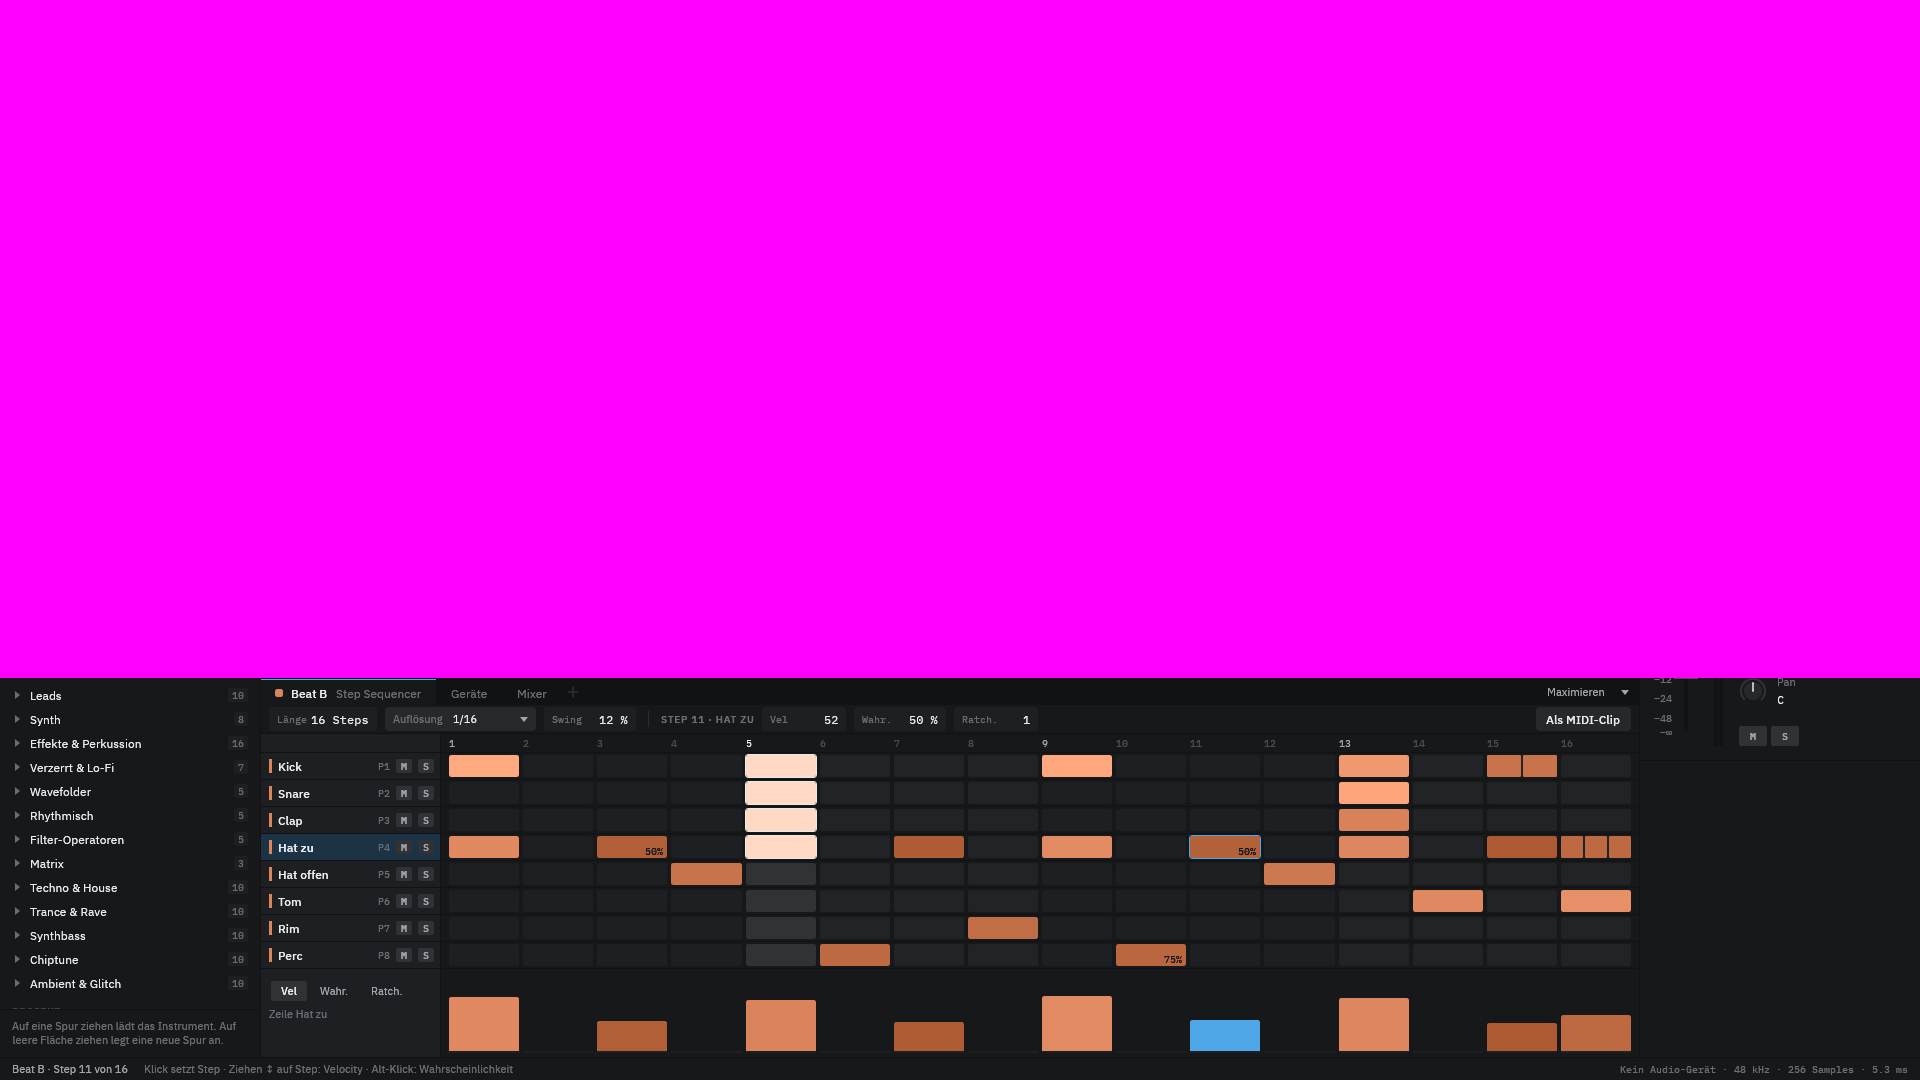 Leads 10
Synth 8
Effekte & Perkussion 16
Verzerrt & Lo-Fi 7
Wavefolder 5
Rhythmisch 5
Filter-Operatoren 5
Matrix 3
Techno & House 10
Trance & Rave 10
Synthbass 10
Chiptune 10
Ambient & Glitch 10
Auf eine Spur ziehen lädt das Instrument. Auf
leere Fläche ziehen legt eine neue Spur an.
Beat B Step Sequencer Geräte Mixer + Maximieren
Länge 16 Steps Auflösung 1/16 Swing 12 % STEP 11 · HAT ZU Vel 52 Wahr. 50 % Ratch. 1 Als MIDI-Clip
1 2 3 4 5 6 7 8 9 10 11 12 13 14 15 16
Kick P1 M S
Snare P2 M S
Clap P3 M S
Hat zu P4 M S 50% 50%
Hat offen P5 M S
Tom P6 M S
Rim P7 M S
Perc P8 M S 75%
Vel Wahr. Ratch.
Zeile Hat zu
−12
−24
−48
−∞
Pan
C
M S
Beat B · Step 11 von 16 Klick setzt Step · Ziehen ↕ auf Step: Velocity · Alt-Klick: Wahrscheinlichkeit
Kein Audio-Gerät · 48 kHz · 256 Samples · 5.3 ms